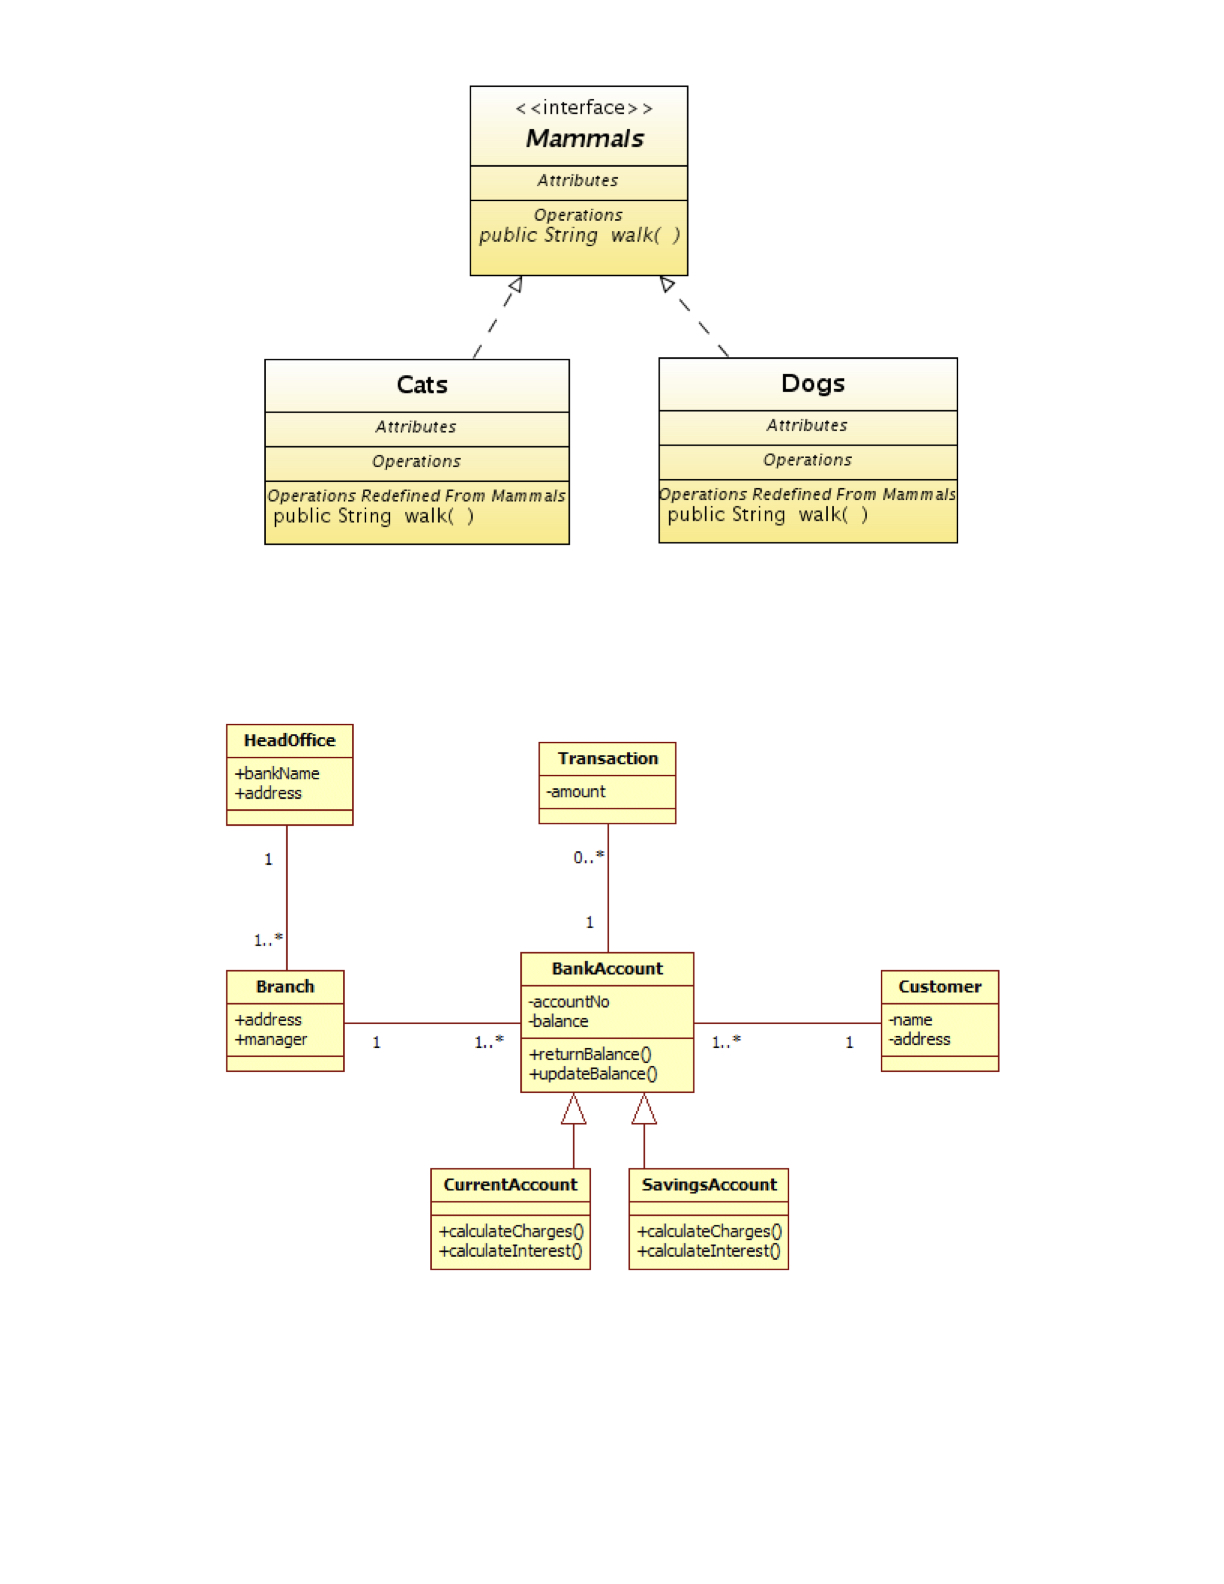 <<interface>>
Mammals
Attributes
Operations
public String walk( )
Cats
Attributes
Operations
Operations Redefined From Mammals
public String walk( )
Dogs
Attributes
Operations
Operations Redefined From Mammals
public String walk( )
HeadOffice
+bankName
+address
1
1..*
Transaction
-amount
0..*
1
Branch
+address
+manager
1
1..*
BankAccount
-accountNo
-balance
+returnBalance()
+updateBalance()
1..*
1
Customer
-name
-address
CurrentAccount
+calculateCharges()
+calculateInterest()
SavingsAccount
+calculateCharges()
+calculateInterest()